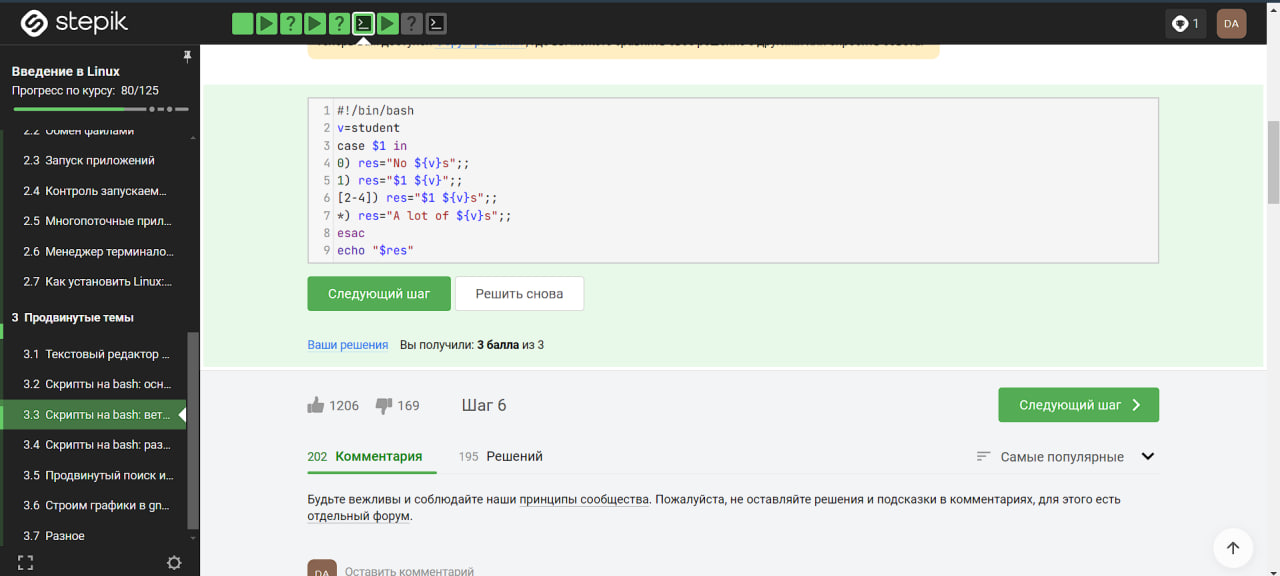 stepik
1
DA
Введение в Linux
Прогресс по курсу: 80/125
2.2 Обмен файлами
2.3 Запуск приложений
2.4 Контроль запускаем...
2.5 Многопоточные прил...
2.6 Менеджер терминало...
2.7 Как установить Linux:...
3 Продвинутые темы
3.1 Текстовый редактор ...
3.2 Скрипты на bash: осн...
3.3 Скрипты на bash: вет...
3.4 Скрипты на bash: раз...
3.5 Продвинутый поиск и...
3.6 Строим графики в gn...
3.7 Разное
1 #!/bin/bash
2 v=student
3 case $1 in
4 0) res="No ${v}s";;
5 1) res="$1 ${v}";;
6 [2-4]) res="$1 ${v}s";;
7 *) res="A lot of ${v}s";;
8 esac
9 echo "$res"
Следующий шаг
Решить снова
Ваши решения Вы получили: 3 балла из 3
1206 169 Шаг 6
Следующий шаг
202 Комментария 195 Решений
Самые популярные
Будьте вежливы и соблюдайте наши принципы сообщества. Пожалуйста, не оставляйте решения и подсказки в комментариях, для этого есть
отдельный форум.
DA
Оставить комментарий